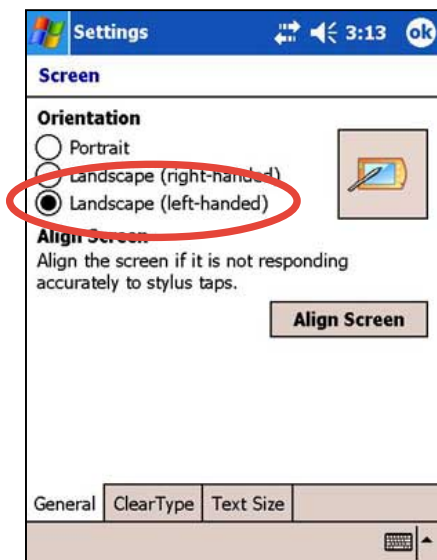 Settings 3:13 ok
Screen
Orientation
Portrait
Landscape (right-handed)
Landscape (left-handed)
Align Screen
Align the screen if it is not responding
accurately to stylus taps.
Align Screen
General ClearType Text Size